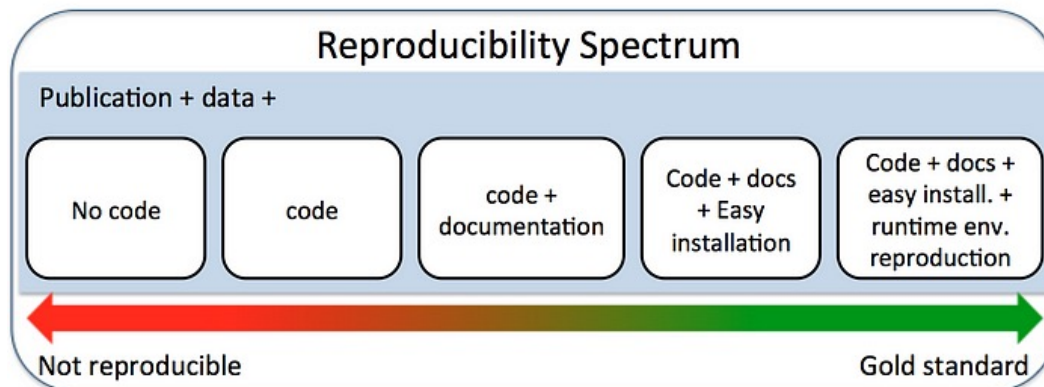 Reproducibility Spectrum
Publication + data +
No code
code
code +
documentation
Code + docs
+ Easy
installation
Code + docs +
easy install. +
runtime env.
reproduction
Not reproducible
Gold standard